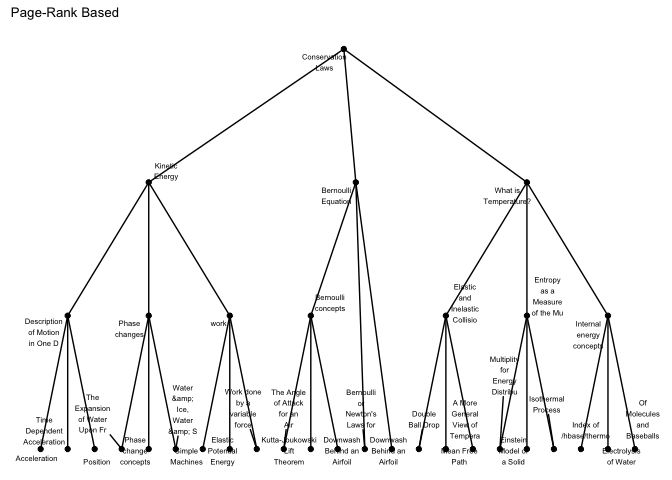 Page-Rank Based
Conservation
Laws
Kinetic
Energy
Bernoulli
Equation
What is
Temperature?
Description
of Motion
in One D
Phase
changes
work
Bernoulli
concepts
Elastic
and
Inelastic
Collisio
Entropy
as a
Measure
of the Mu
Internal
energy
concepts
Time
Dependent
Acceleration
Acceleration
The
Expansion
of Water
Upon Fr
Position
Phase
change
concepts
Water
&amp;
Ice,
Water
&amp; S
Simple
Machines
Elastic
Potential
Energy
Work done
by a
variable
force
Kutta-Joukowski
Lift
Theorem
The Angle
of Attack
for an
Air
Downwash
Behind an
Airfoil
Bernoulli
or
Newton's
Laws for
Downwash
Behind an
Airfoil
Double
Ball Drop
A More
General
View of
Tempera
Mean Free
Path
Multiplity
for
Energy
Distribu
Einstein
Model of
a Solid
Isothermal
Process
Index of
/hbase/thermo
Electrolysis
of Water
Of
Molecules
and
Baseballs